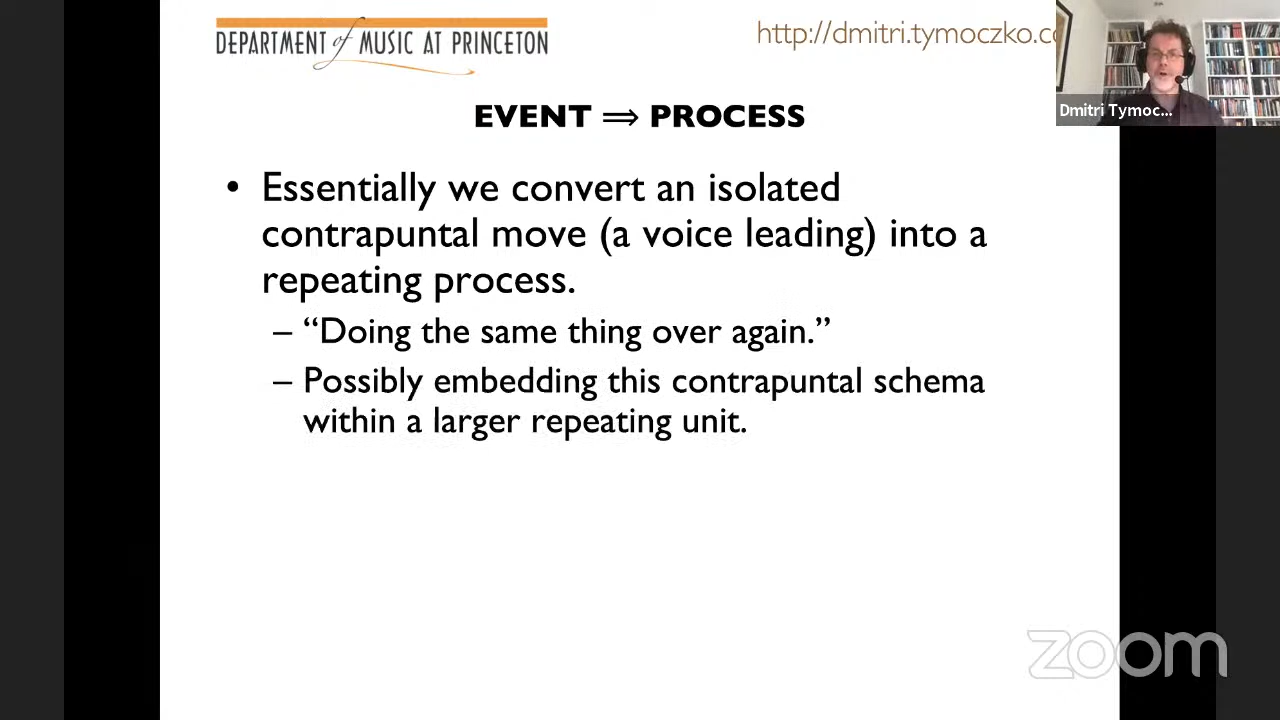 DEPARTMENT of MUSIC AT PRINCETON
http://dmitri.tymoczko.co
Dmitri Tymoc...
EVENT ⟹ PROCESS
• Essentially we convert an isolated
contrapuntal move (a voice leading) into a
repeating process.
– “Doing the same thing over again.”
– Possibly embedding this contrapuntal schema
within a larger repeating unit.
zoom